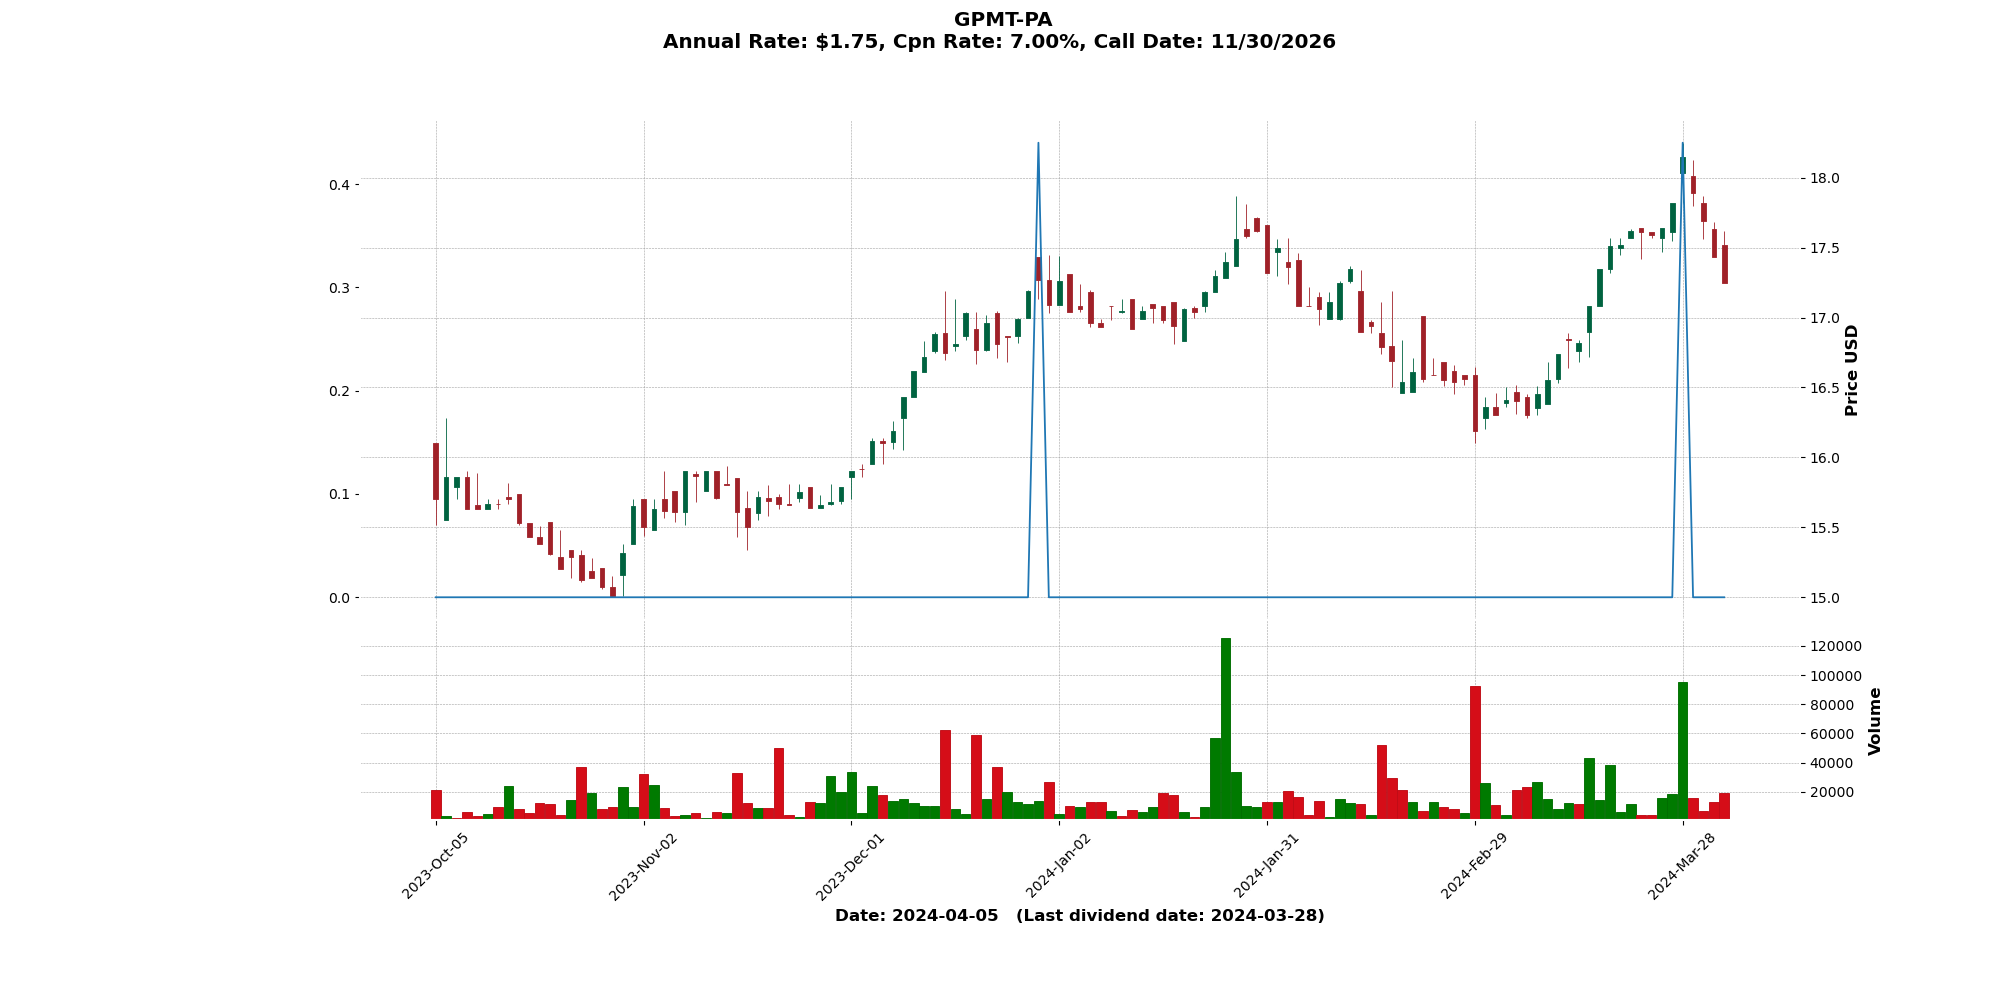 GPMT-PA
Annual Rate: $1.75, Cpn Rate: 7.00%, Call Date: 11/30/2026
0.4
0.3
0.2
0.1
0.0
18.0
17.5
17.0
16.5
16.0
15.5
15.0
Price USD
120000
100000
80000
60000
40000
20000
Volume
2023-Oct-05
2023-Nov-02
2023-Dec-01
2024-Jan-02
2024-Jan-31
2024-Feb-29
2024-Mar-28
Date: 2024-04-05 (Last dividend date: 2024-03-28)